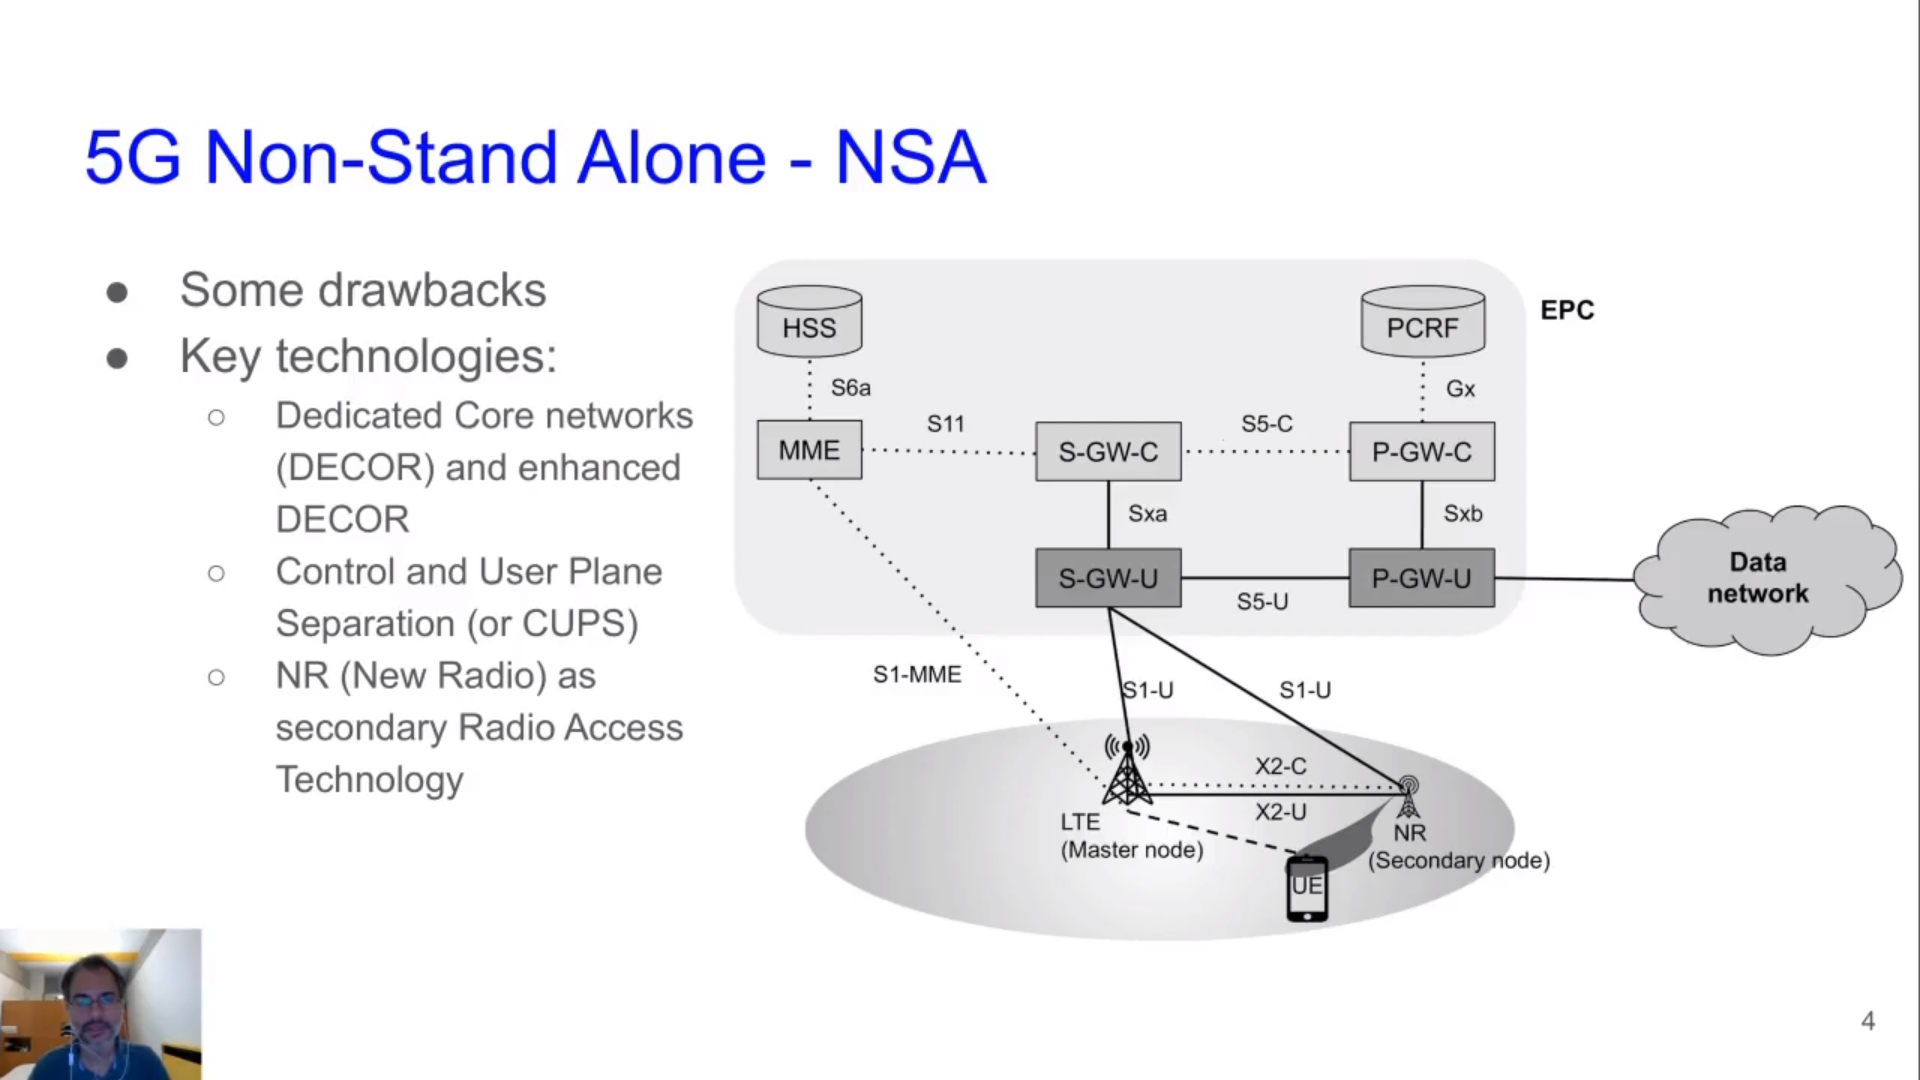 5G Non-Stand Alone - NSA
● Some drawbacks
● Key technologies:
○ Dedicated Core networks
(DECOR) and enhanced
DECOR
○ Control and User Plane
Separation (or CUPS)
○ NR (New Radio) as
secondary Radio Access
Technology
EPC
HSS
PCRF
S6a
Gx
MME
S11
S-GW-C
S5-C
P-GW-C
Sxa
Sxb
S-GW-U
S5-U
P-GW-U
Data
network
S1-MME
S1-U
S1-U
X2-C
X2-U
LTE
(Master node)
NR
(Secondary node)
UE
4